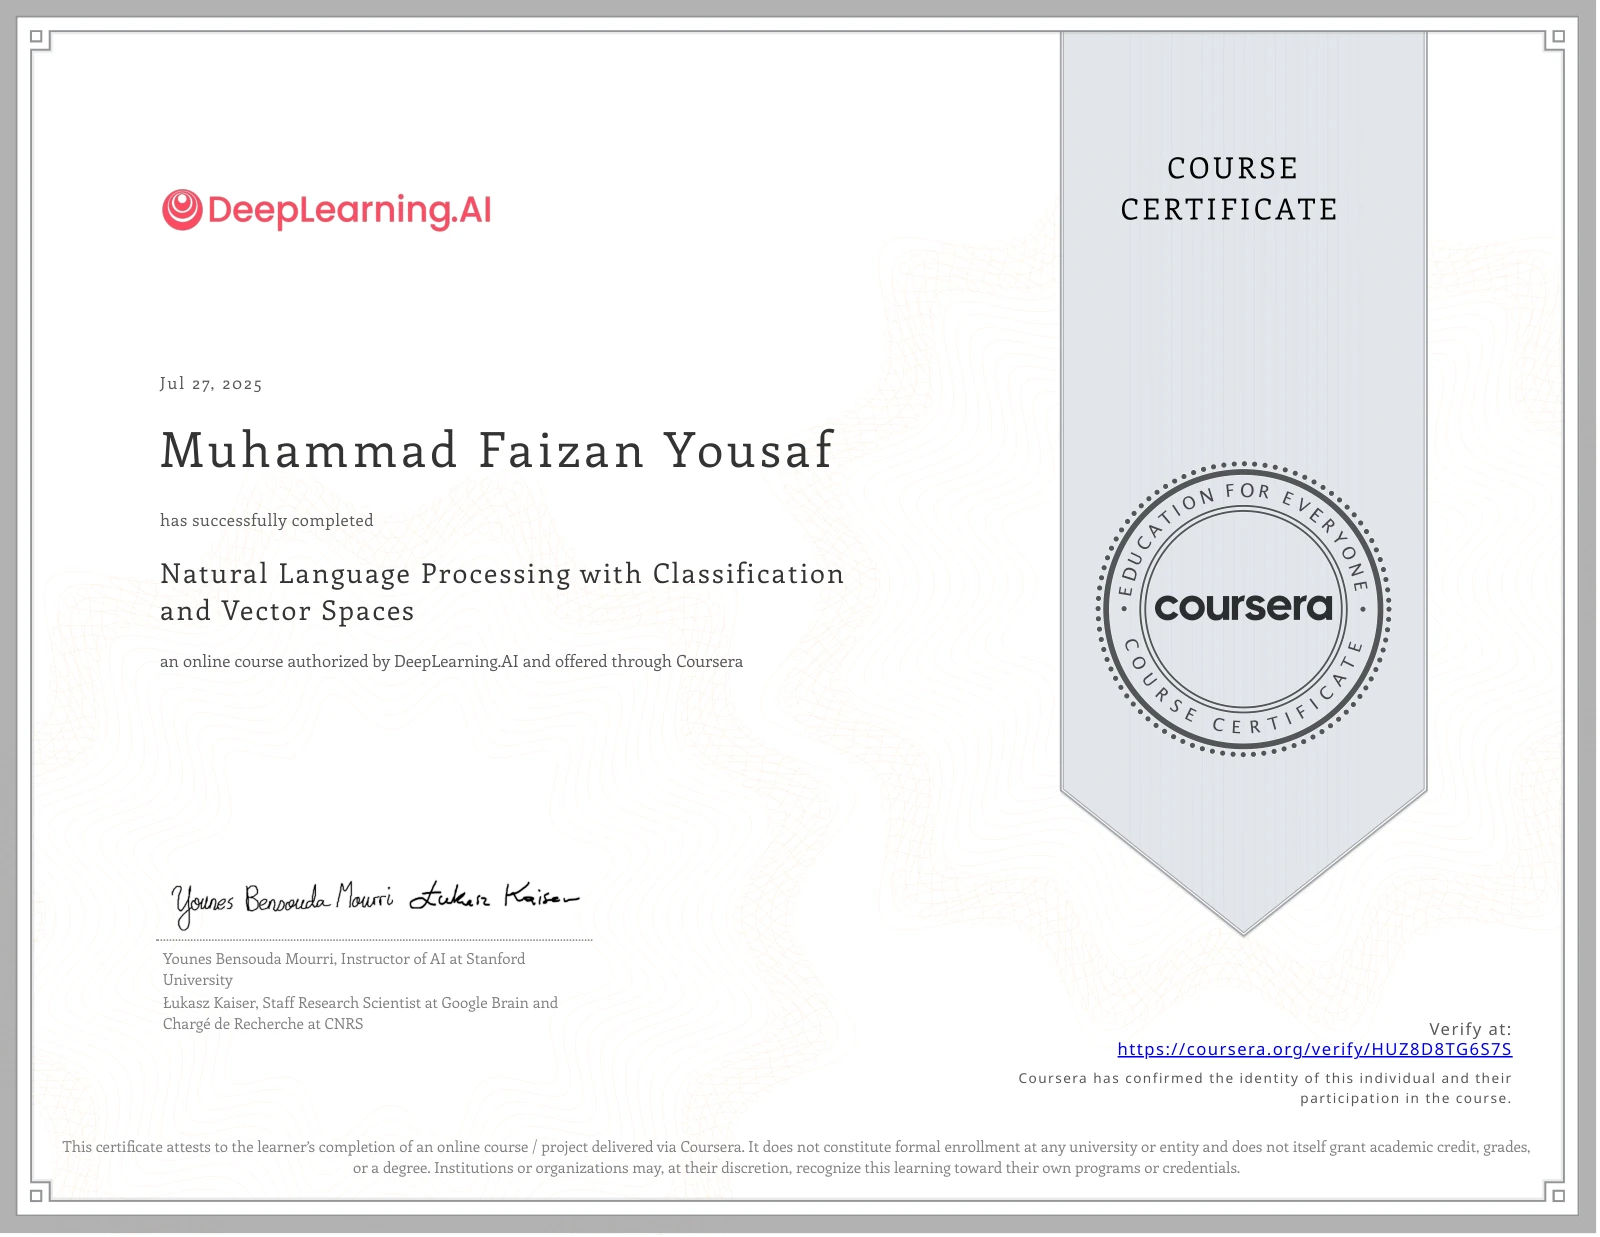 COURSE
CERTIFICATE
DeepLearning.AI
Jul 27, 2025
Muhammad Faizan Yousaf
has successfully completed
Natural Language Processing with Classification
and Vector Spaces
an online course authorized by DeepLearning.AI and offered through Coursera
EDUCATION FOR EVERYONE
coursera
COURSE CERTIFICATE
Younes Bensouda Mourri Łukasz Kaiser
Younes Bensouda Mourri, Instructor of AI at Stanford
University
Łukasz Kaiser, Staff Research Scientist at Google Brain and
Chargé de Recherche at CNRS
Verify at:
https://coursera.org/verify/HUZ8D8TG6S7S
Coursera has confirmed the identity of this individual and their
participation in the course.
This certificate attests to the learner’s completion of an online course / project delivered via Coursera. It does not constitute formal enrollment at any university or entity and does not itself grant academic credit, grades,
or a degree. Institutions or organizations may, at their discretion, recognize this learning toward their own programs or credentials.